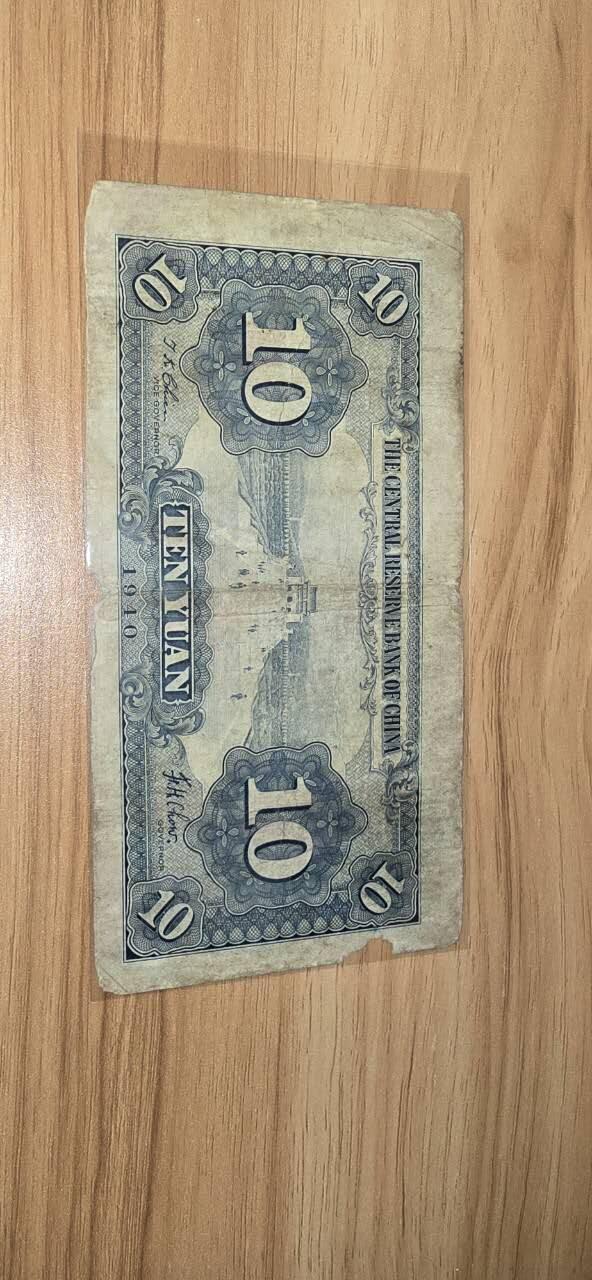 10 10
THE CENTRAL RESERVE BANK OF CHINA
10 10
VICE GOVERNOR
GOVERNOR
TEN YUAN
10 10
1940